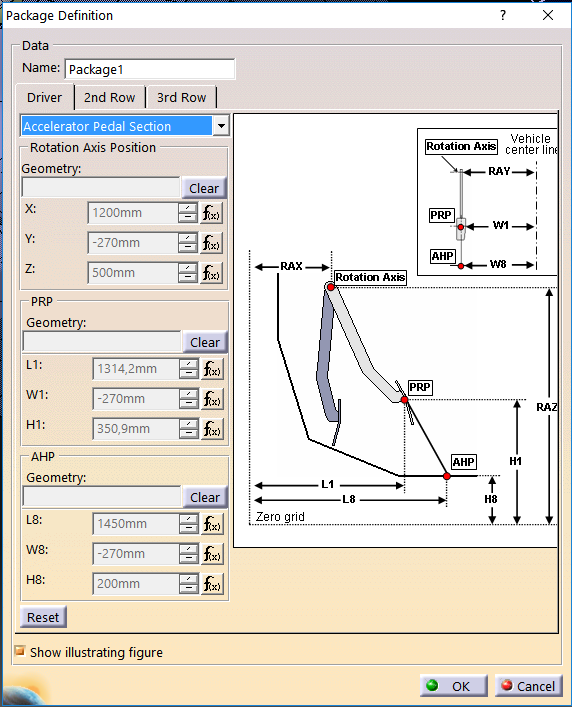 Package Definition
?
Data
Name: Package1
Driver 2nd Row 3rd Row
Accelerator Pedal Section
Rotation Axis Position
Geometry:
Clear
X: 1200mm f(x)
Y: -270mm f(x)
Z: 500mm f(x)
PRP
Geometry:
Clear
L1: 1314,2mm f(x)
W1: -270mm f(x)
H1: 350,9mm f(x)
AHP
Geometry:
Clear
L8: 1450mm f(x)
W8: -270mm f(x)
H8: 200mm f(x)
Reset
Vehicle
center line
Rotation Axis
RAY
PRP
W1
AHP
W8
RAX
Rotation Axis
PRP
RAZ
AHP
H1
L1
L8
H8
Zero grid
Show illustrating figure
OK Cancel